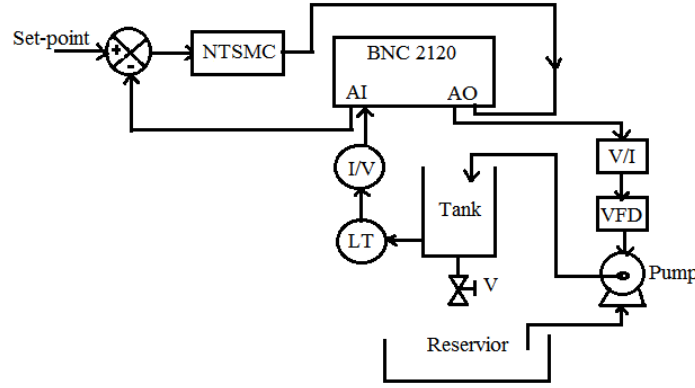 Set-point
+
-
NTSMC
BNC 2120
AI
AO
I/V
V/I
Tank
VFD
LT
V
Pump
Reservior